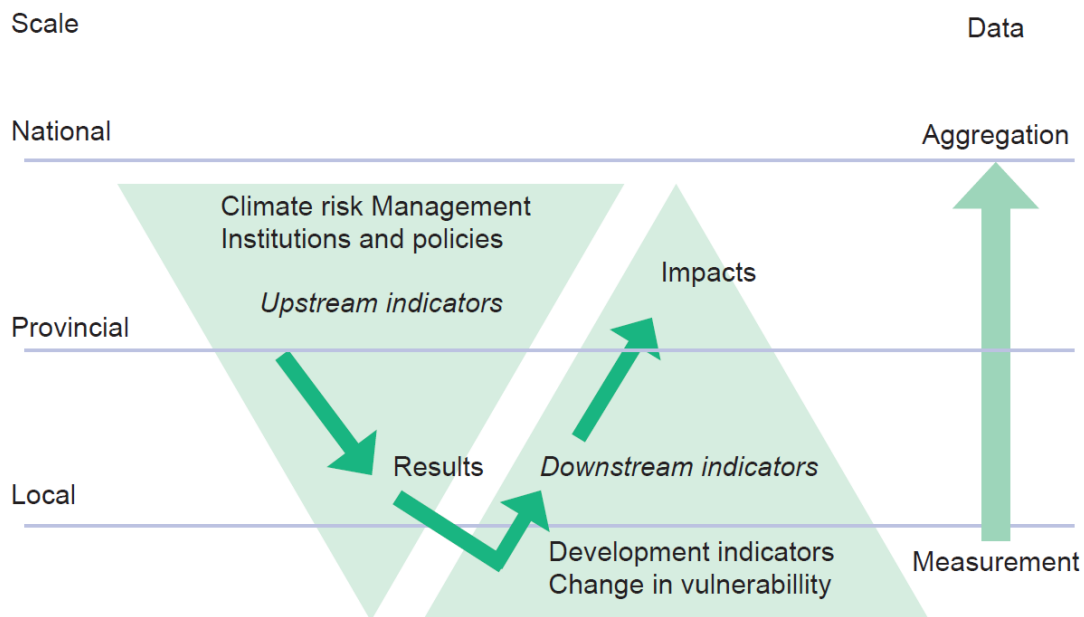 Scale
Data
National
Aggregation
Climate risk Management
Institutions and policies
Impacts
Upstream indicators
Provincial
Results
Downstream indicators
Local
Development indicators
Change in vulnerabillity
Measurement